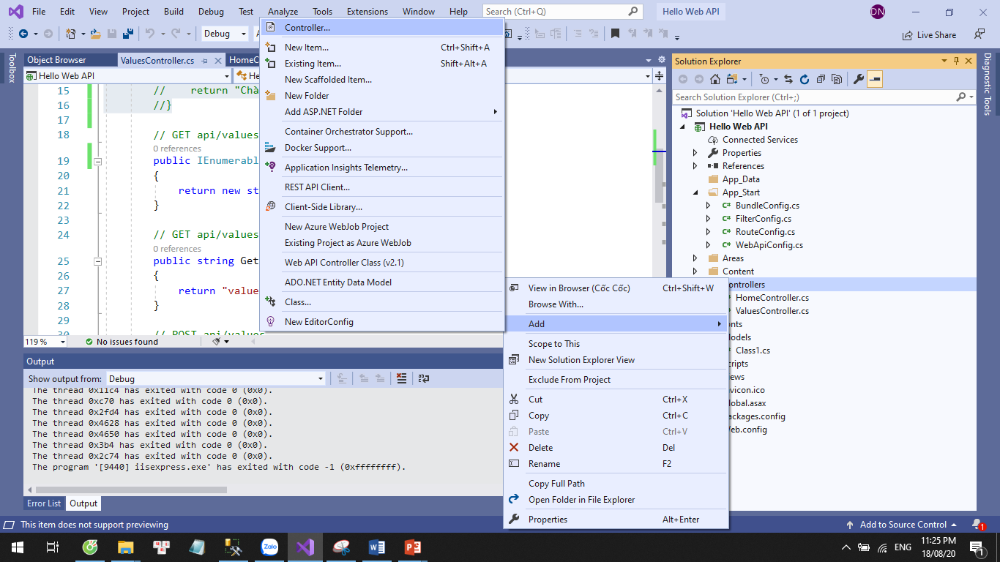 File Edit View Project Build Debug Test Analyze Tools Extensions Window Help Search (Ctrl+Q) Hello Web API DN
Debug Live Share
Toolbox
Object Browser ValuesController.cs HomeC
Hello Web API He
15 // return "Chà
16 //}
17
18 // GET api/values
0 references
19 public IEnumerabl
20 {
21 return new st
22 }
23
24 // GET api/values
0 references
25 public string Get
26 {
27 return "value
28 }
29
30 // POST api/values
119 % No issues found
Controller...
New Item... Ctrl+Shift+A
Existing Item... Shift+Alt+A
New Scaffolded Item...
New Folder
Add ASP.NET Folder
Container Orchestrator Support...
Docker Support...
Application Insights Telemetry...
REST API Client...
Client-Side Library...
New Azure WebJob Project
Existing Project as Azure WebJob
Web API Controller Class (v2.1)
ADO.NET Entity Data Model
Class...
New EditorConfig
Solution Explorer
Search Solution Explorer (Ctrl+;)
Solution 'Hello Web API' (1 of 1 project)
Hello Web API
Connected Services
Properties
References
App_Data
App_Start
BundleConfig.cs
FilterConfig.cs
RouteConfig.cs
WebApiConfig.cs
Areas
Content
ontrollers
HomeController.cs
ValuesController.cs
onts
odels
Class1.cs
cripts
ews
vicon.ico
lobal.asax
ackages.config
eb.config
Diagnostic Tools
View in Browser (Cốc Cốc) Ctrl+Shift+W
Browse With...
Add
Scope to This
New Solution Explorer View
Exclude From Project
Cut Ctrl+X
Copy Ctrl+C
Paste Ctrl+V
Delete Del
Rename F2
Copy Full Path
Open Folder in File Explorer
Properties Alt+Enter
Output
Show output from: Debug
The thread 0x11c4 has exited with code 0 (0x0).
The thread 0xc70 has exited with code 0 (0x0).
The thread 0x2fd4 has exited with code 0 (0x0).
The thread 0x4628 has exited with code 0 (0x0).
The thread 0x4650 has exited with code 0 (0x0).
The thread 0x3b4 has exited with code 0 (0x0).
The thread 0x2c74 has exited with code 0 (0x0).
The program '[9440] iisexpress.exe' has exited with code -1 (0xffffffff).
Error List Output
This item does not support previewing Add to Source Control 1
Zalo ENG 11:25 PM
18/08/20 1